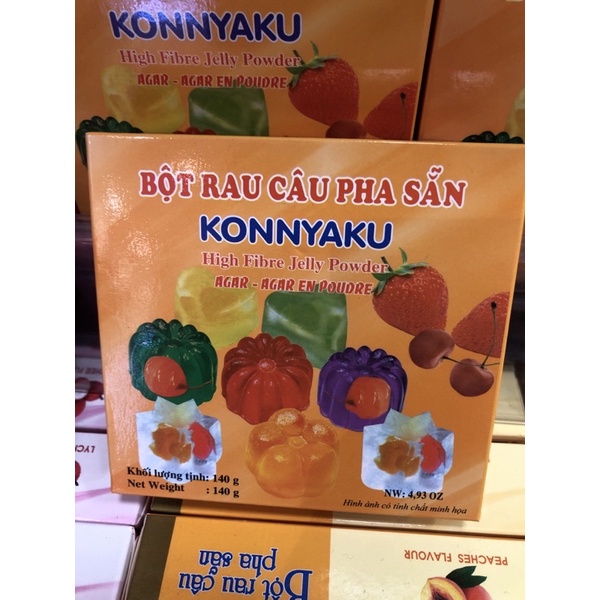 KONNYAKU
High Fibre Jelly Powder
AGAR - AGAR EN POUDRE
BỘT RAU CÂU PHA SẴN
KONNYAKU
High Fibre Jelly Powder
AGAR - AGAR EN POUDRE
Khối lượng tịnh: 140 g
Net Weight : 140 g
NW: 4,93 OZ
Hình ảnh có tính chất minh họa
Bột rau câu
pha sẵn
PEACHES FLAVOUR